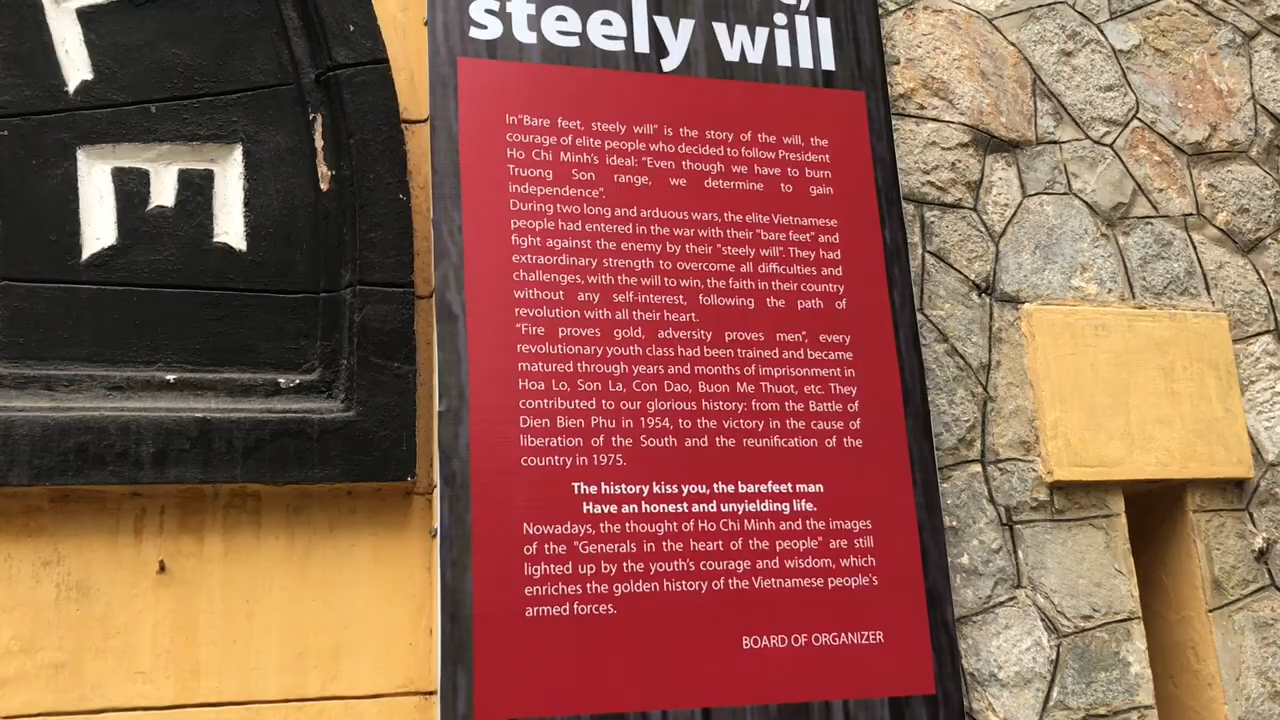 steely will
In"Bare feet, steely will" is the story of the will, the
courage of elite people who decided to follow President
Ho Chi Minh's ideal: "Even though we have to burn
Truong Son range, we determine to gain
independence".
During two long and arduous wars, the elite Vietnamese
people had entered in the war with their "bare feet" and
fight against the enemy by their "steely will". They had
extraordinary strength to overcome all difficulties and
challenges, with the will to win, the faith in their country
without any self-interest, following the path of
revolution with all their heart.
"Fire proves gold, adversity proves men", every
revolutionary youth class had been trained and became
matured through years and months of imprisonment in
Hoa Lo, Son La, Con Dao, Buon Me Thuot, etc. They
contributed to our glorious history: from the Battle of
Dien Bien Phu in 1954, to the victory in the cause of
liberation of the South and the reunification of the
country in 1975.
The history kiss you, the barefeet man
Have an honest and unyielding life.
Nowadays, the thought of Ho Chi Minh and the images
of the "Generals in the heart of the people" are still
lighted up by the youth's courage and wisdom, which
enriches the golden history of the Vietnamese people's
armed forces.
BOARD OF ORGANIZER